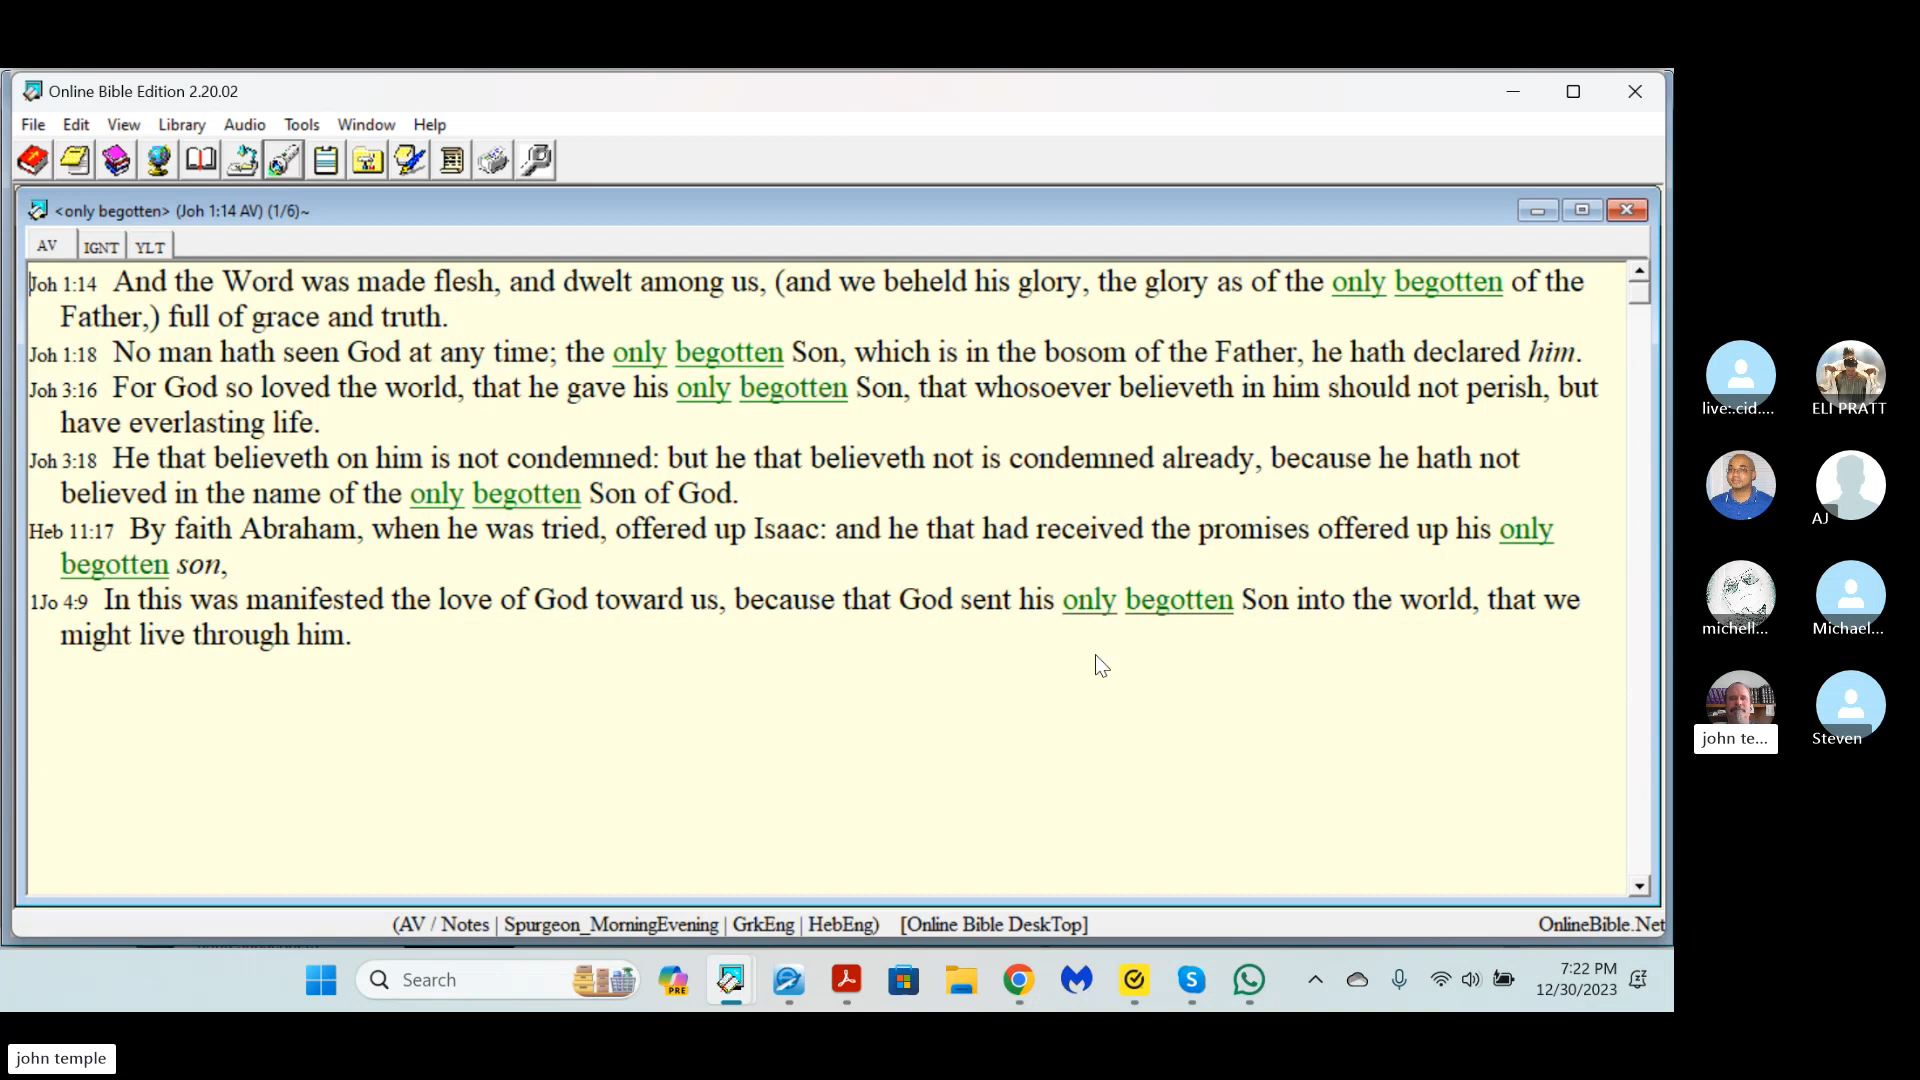 Online Bible Edition 2.20.02
File Edit View Library Audio Tools Window Help
<only begotten> (Joh 1:14 AV) (1/6)~
AV IGNT YLT
Joh 1:14 And the Word was made flesh, and dwelt among us, (and we beheld his glory, the glory as of the only begotten of the
Father,) full of grace and truth.
Joh 1:18 No man hath seen God at any time; the only begotten Son, which is in the bosom of the Father, he hath declared him.
Joh 3:16 For God so loved the world, that he gave his only begotten Son, that whosoever believeth in him should not perish, but
have everlasting life.
Joh 3:18 He that believeth on him is not condemned: but he that believeth not is condemned already, because he hath not
believed in the name of the only begotten Son of God.
Heb 11:17 By faith Abraham, when he was tried, offered up Isaac: and he that had received the promises offered up his only
begotten son,
1Jo 4:9 In this was manifested the love of God toward us, because that God sent his only begotten Son into the world, that we
might live through him.
(AV / Notes | Spurgeon_MorningEvening | GrkEng | HebEng) [Online Bible DeskTop]
OnlineBible.Net
Search
PRE
7:22 PM
12/30/2023
live:.cid....
ELI PRATT
AJ
michell...
Michael...
john te...
Steven
john temple